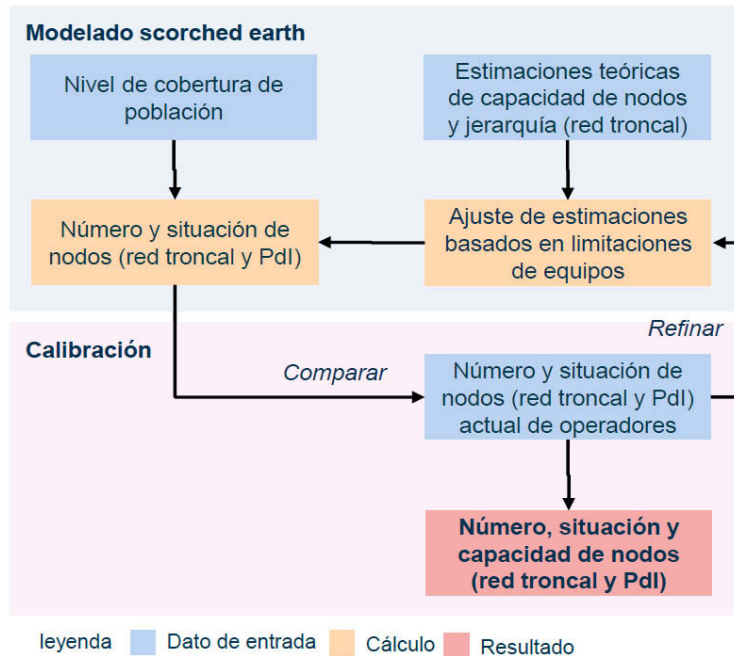 Modelado scorched earth
Nivel de cobertura de
población
Estimaciones teóricas
de capacidad de nodos
y jerarquía (red troncal)
Número y situación de
nodos (red troncal y PdI)
Ajuste de estimaciones
basados en limitaciones
de equipos
Refinar
Calibración
Comparar
Número y situación de
nodos (red troncal y PdI)
actual de operadores
Número, situación y
capacidad de nodos
(red troncal y PdI)
leyenda
Dato de entrada
Cálculo
Resultado